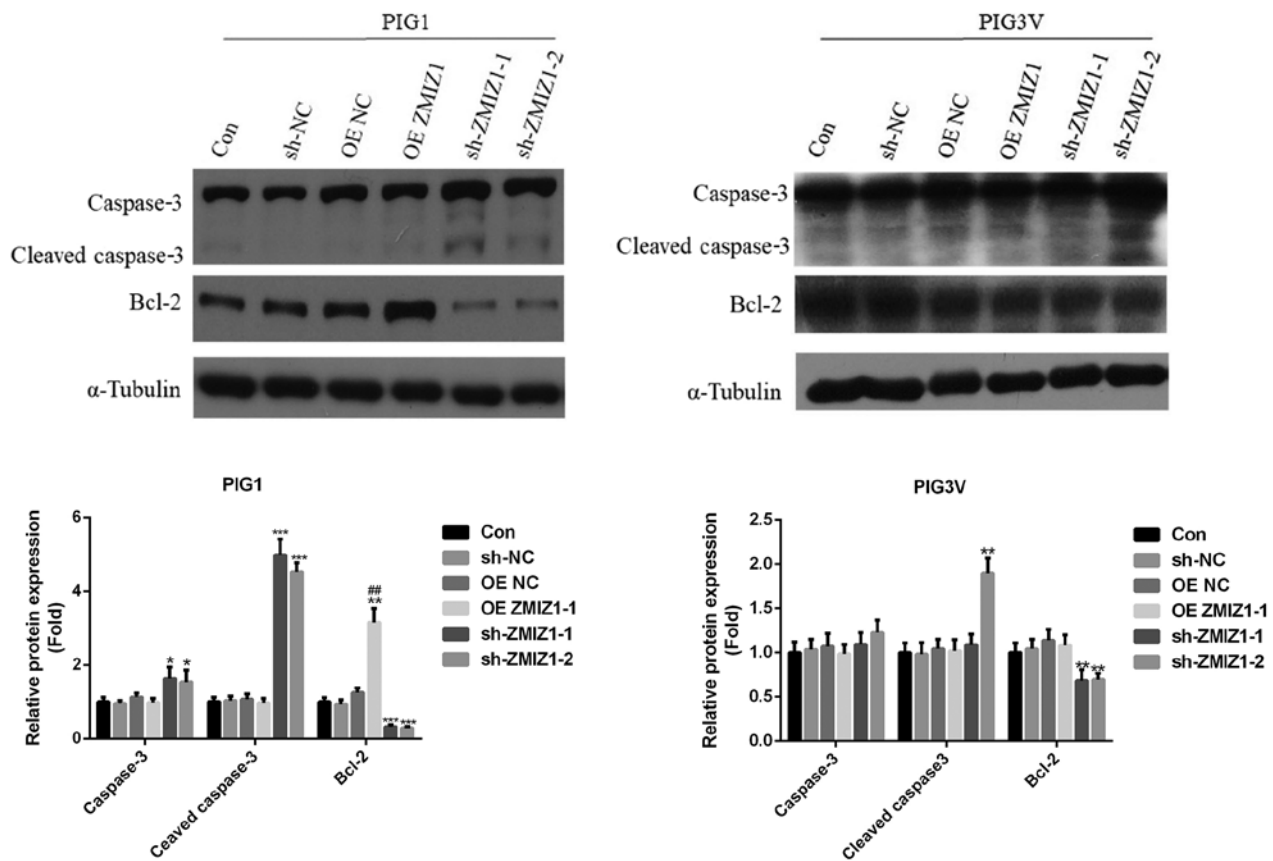 PIG1
Con
sh-NC
OE NC
OE ZMIZ1
sh-ZMIZ1-1
sh-ZMIZ1-2
Caspase-3
Cleaved caspase-3
Bcl-2
α-Tubulin
PIG3V
Con
sh-NC
OE NC
OE ZMIZ1
sh-ZMIZ1-1
sh-ZMIZ1-2
Caspase-3
Cleaved caspase-3
Bcl-2
α-Tubulin
PIG1
Relative protein expression
(Fold)
6
4
2
0
* *
*** ***
##
**
*** ***
Caspase-3
Ceaved caspase-3
Bcl-2
Con
sh-NC
OE NC
OE ZMIZ1-1
sh-ZMIZ1-1
sh-ZMIZ1-2
PIG3V
Relative protein expression
(Fold)
2.5
2.0
1.5
1.0
0.5
0.0
**
** **
Caspase-3
Cleaved caspase3
Bcl-2
Con
sh-NC
OE NC
OE ZMIZ1-1
sh-ZMIZ1-1
sh-ZMIZ1-2